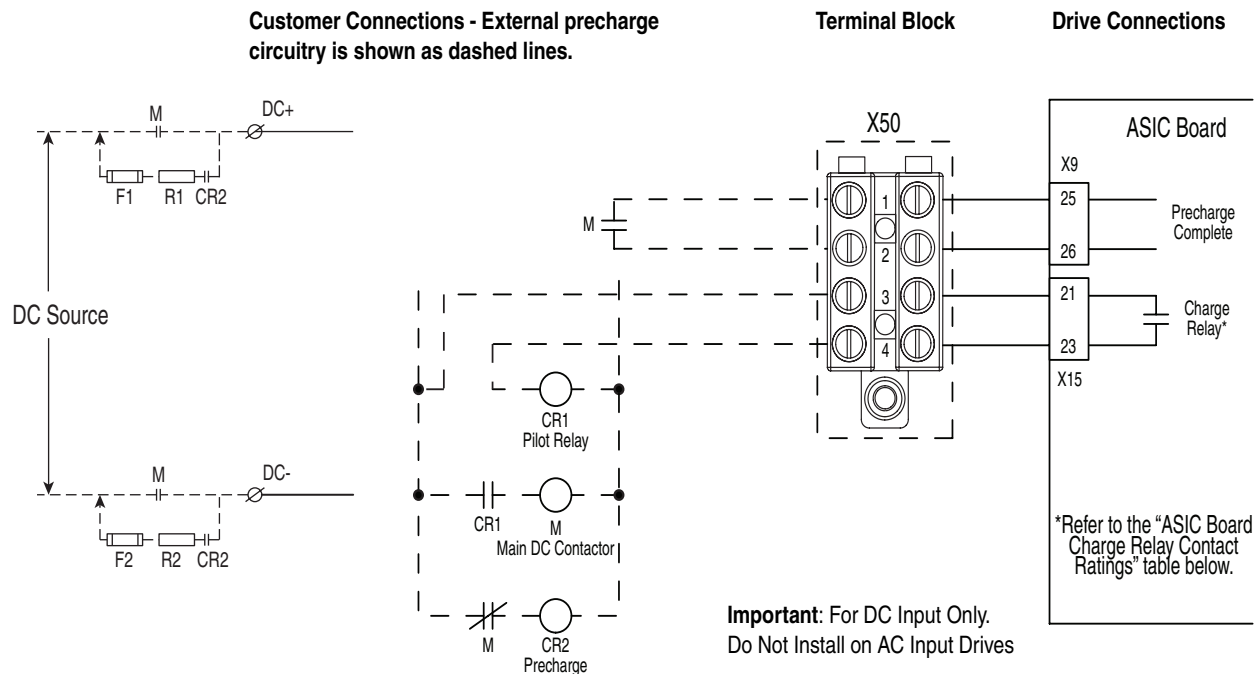 Customer Connections - External precharge
circuitry is shown as dashed lines.
Terminal Block
Drive Connections
M
DC+
F1
R1
CR2
DC Source
M
DC-
F2
R2
CR2
M
CR1
Pilot Relay
CR1
M
Main DC Contactor
M
CR2
Precharge
X50
1
2
3
4
ASIC Board
X9
25
26
Precharge
Complete
21
23
Charge
Relay*
X15
*Refer to the “ASIC Board
Charge Relay Contact
Ratings” table below.
Important: For DC Input Only.
Do Not Install on AC Input Drives